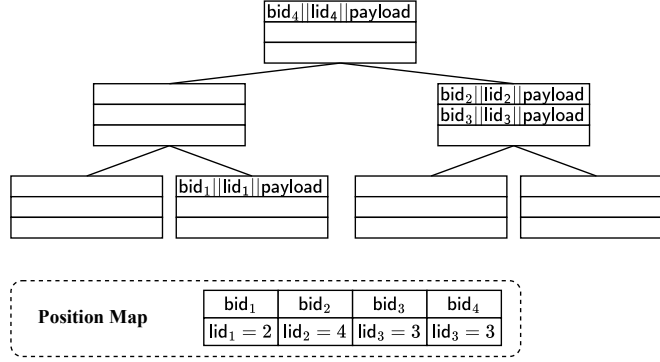 bid₄||lid₄||payload
bid₂||lid₂||payload
bid₃||lid₃||payload
bid₁||lid₁||payload
Position Map
bid₁ bid₂ bid₃ bid₄
lid₁ = 2 lid₂ = 4 lid₃ = 3 lid₃ = 3